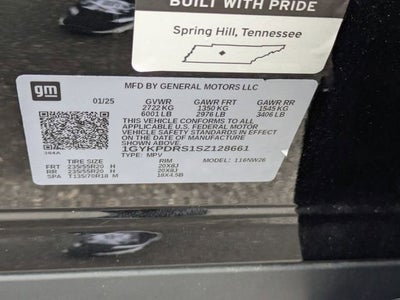 BUILT WITH PRIDE
Spring Hill, Tennessee
gm
MFD BY GENERAL MOTORS LLC
01/25 GVWR GAWR FRT GAWR RR
2722 KG 1350 KG 1545 KG
6001 LB 2976 LB 3406 LB
THIS VEHICLE CONFORMS TO ALL
APPLICABLE U.S. FEDERAL MOTOR
VEHICLE SAFETY STANDARDS IN EFFECT
ON THE DATE OF MANUFACTURE
SHOWN ABOVE.
1GYKPDRS1SZ128661
TYPE: MPV MODEL: 116NW26
384A
TIRE SIZE RIM
FRT 235/55R20 H 20X8J
RR 235/55R20 H 20X8J
SPA T135/70R18 M 18X4.5B